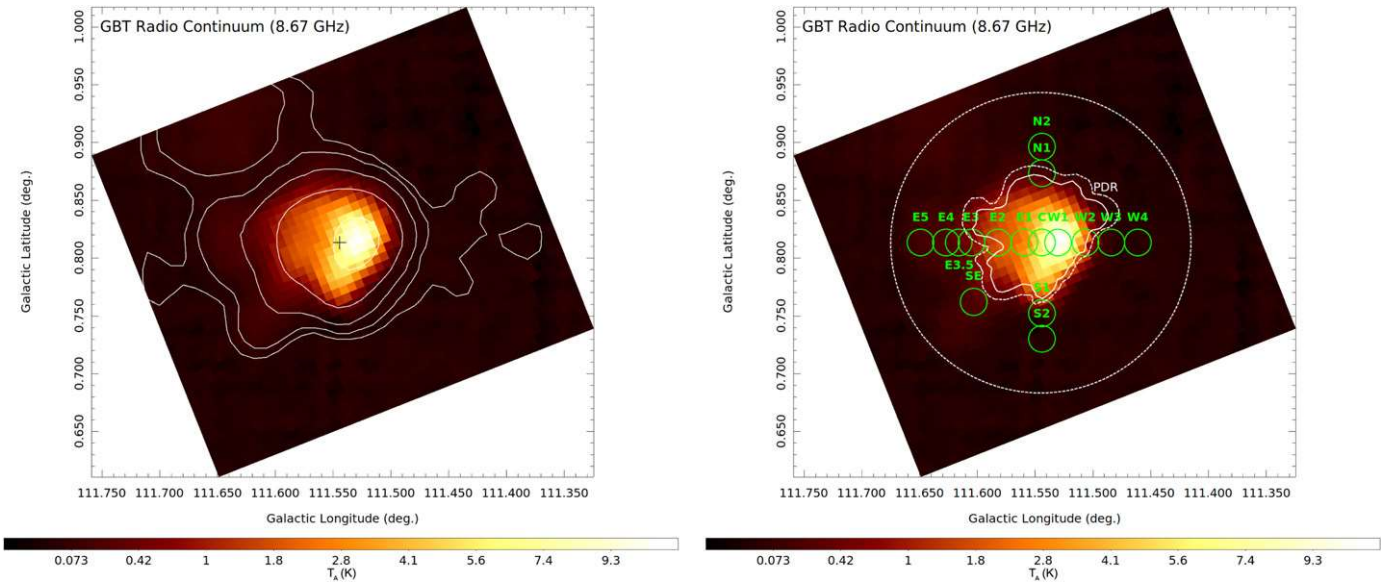 GBT Radio Continuum (8.67 GHz)
1.000
0.950
0.900
0.850
0.800
0.750
0.700
0.650
Galactic Latitude (deg.)
111.750 111.700 111.650 111.600 111.550 111.500 111.450 111.400 111.350
Galactic Longitude (deg.)
0.073 0.42 1 1.8 2.8 4.1 5.6 7.4 9.3
T_A (K)
GBT Radio Continuum (8.67 GHz)
1.000
0.950
0.900
0.850
0.800
0.750
0.700
0.650
Galactic Latitude (deg.)
N2
N1
PDR
E5 E4 E3 E2 E1 C W1 W2 W3 W4
E3.5
SE
S1
S2
111.750 111.700 111.650 111.600 111.550 111.500 111.450 111.400 111.350
Galactic Longitude (deg.)
0.073 0.42 1 1.8 2.8 4.1 5.6 7.4 9.3
T_A (K)